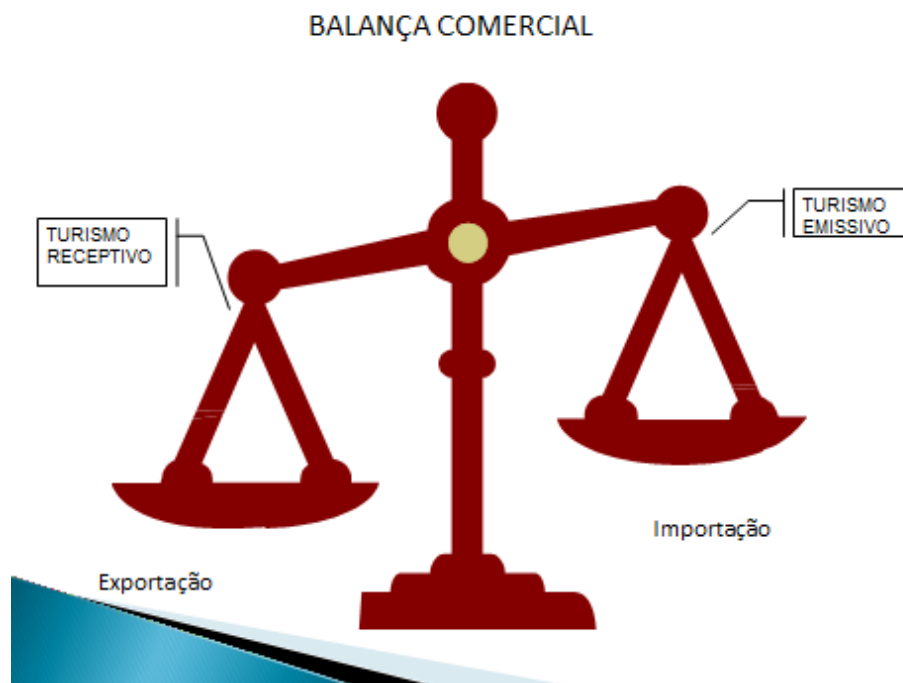 BALANÇA COMERCIAL
TURISMO
RECEPTIVO
TURISMO
EMISSIVO
Importação
Exportação